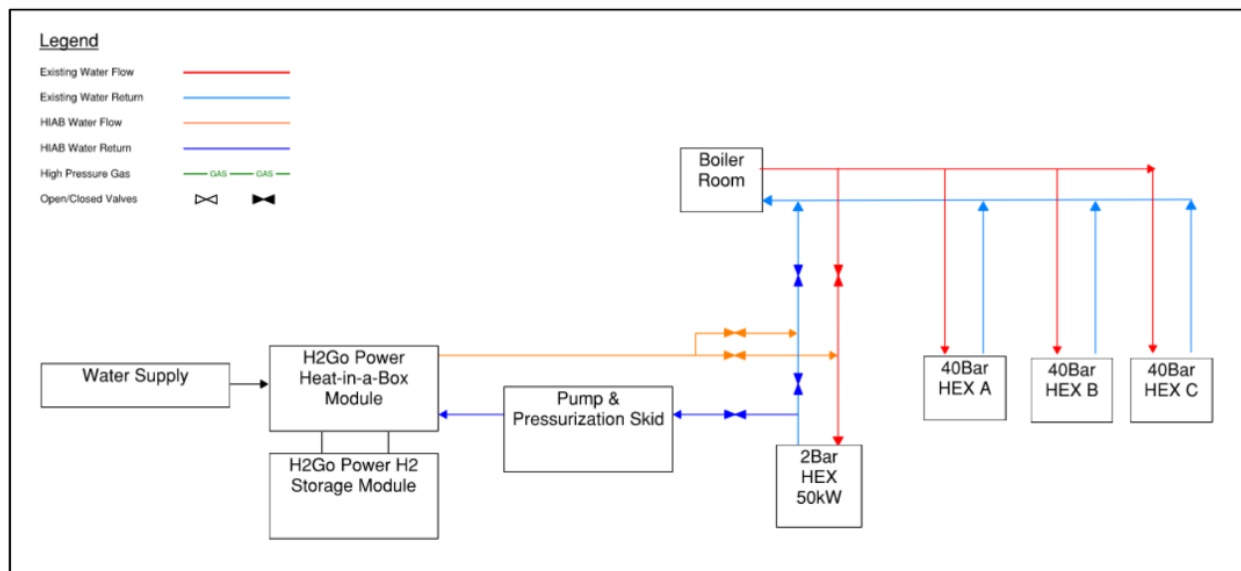 Legend
Existing Water Flow
Existing Water Return
HIAB Water Flow
HIAB Water Return
High Pressure Gas
GAS GAS
Open/Closed Valves
Boiler
Room
Water Supply
H2Go Power
Heat-in-a-Box
Module
Pump &
Pressurization Skid
H2Go Power H2
Storage Module
2Bar
HEX
50kW
40Bar
HEX A
40Bar
HEX B
40Bar
HEX C